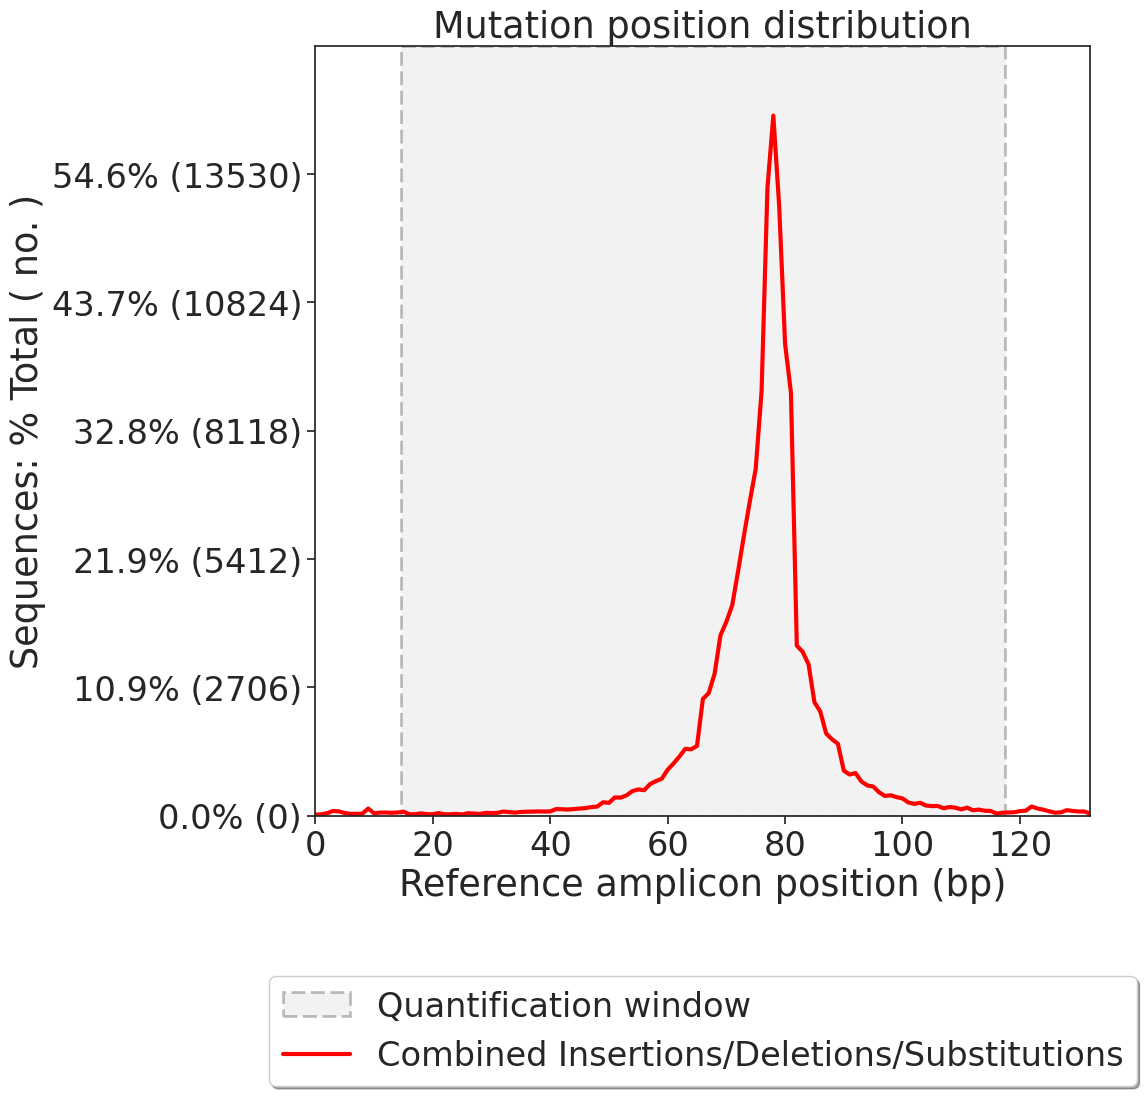 Mutation position distribution
Sequences: % Total ( no. )
54.6% (13530)
43.7% (10824)
32.8% (8118)
21.9% (5412)
10.9% (2706)
0.0% (0)
0 20 40 60 80 100 120
Reference amplicon position (bp)
Quantification window
Combined Insertions/Deletions/Substitutions